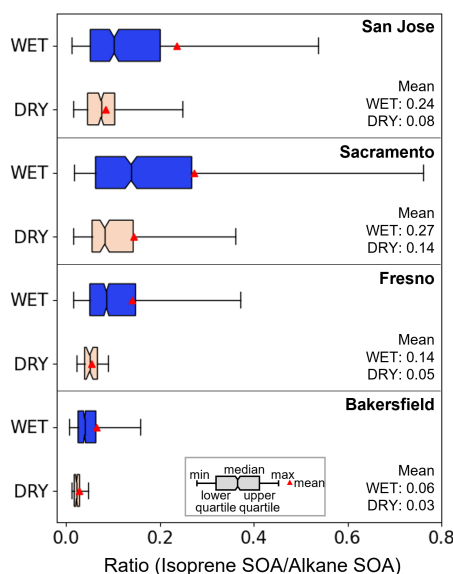 San Jose
WET
Mean
WET: 0.24
DRY: 0.08
DRY
Sacramento
WET
Mean
WET: 0.27
DRY: 0.14
DRY
Fresno
WET
Mean
WET: 0.14
DRY: 0.05
DRY
Bakersfield
WET
Mean
WET: 0.06
DRY: 0.03
DRY
median
min max
mean
lower upper
quartile quartile
0.0 0.2 0.4 0.6 0.8
Ratio (Isoprene SOA/Alkane SOA)